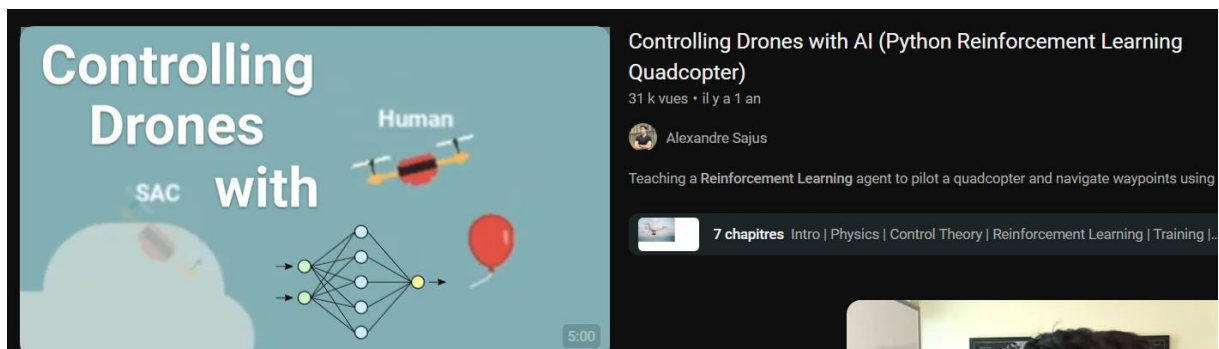 Controlling
Drones
with
Human
SAC
5:00
Controlling Drones with AI (Python Reinforcement Learning
Quadcopter)
31 k vues • il y a 1 an
Alexandre Sajus
Teaching a Reinforcement Learning agent to pilot a quadcopter and navigate waypoints using
7 chapitres Intro | Physics | Control Theory | Reinforcement Learning | Training |...